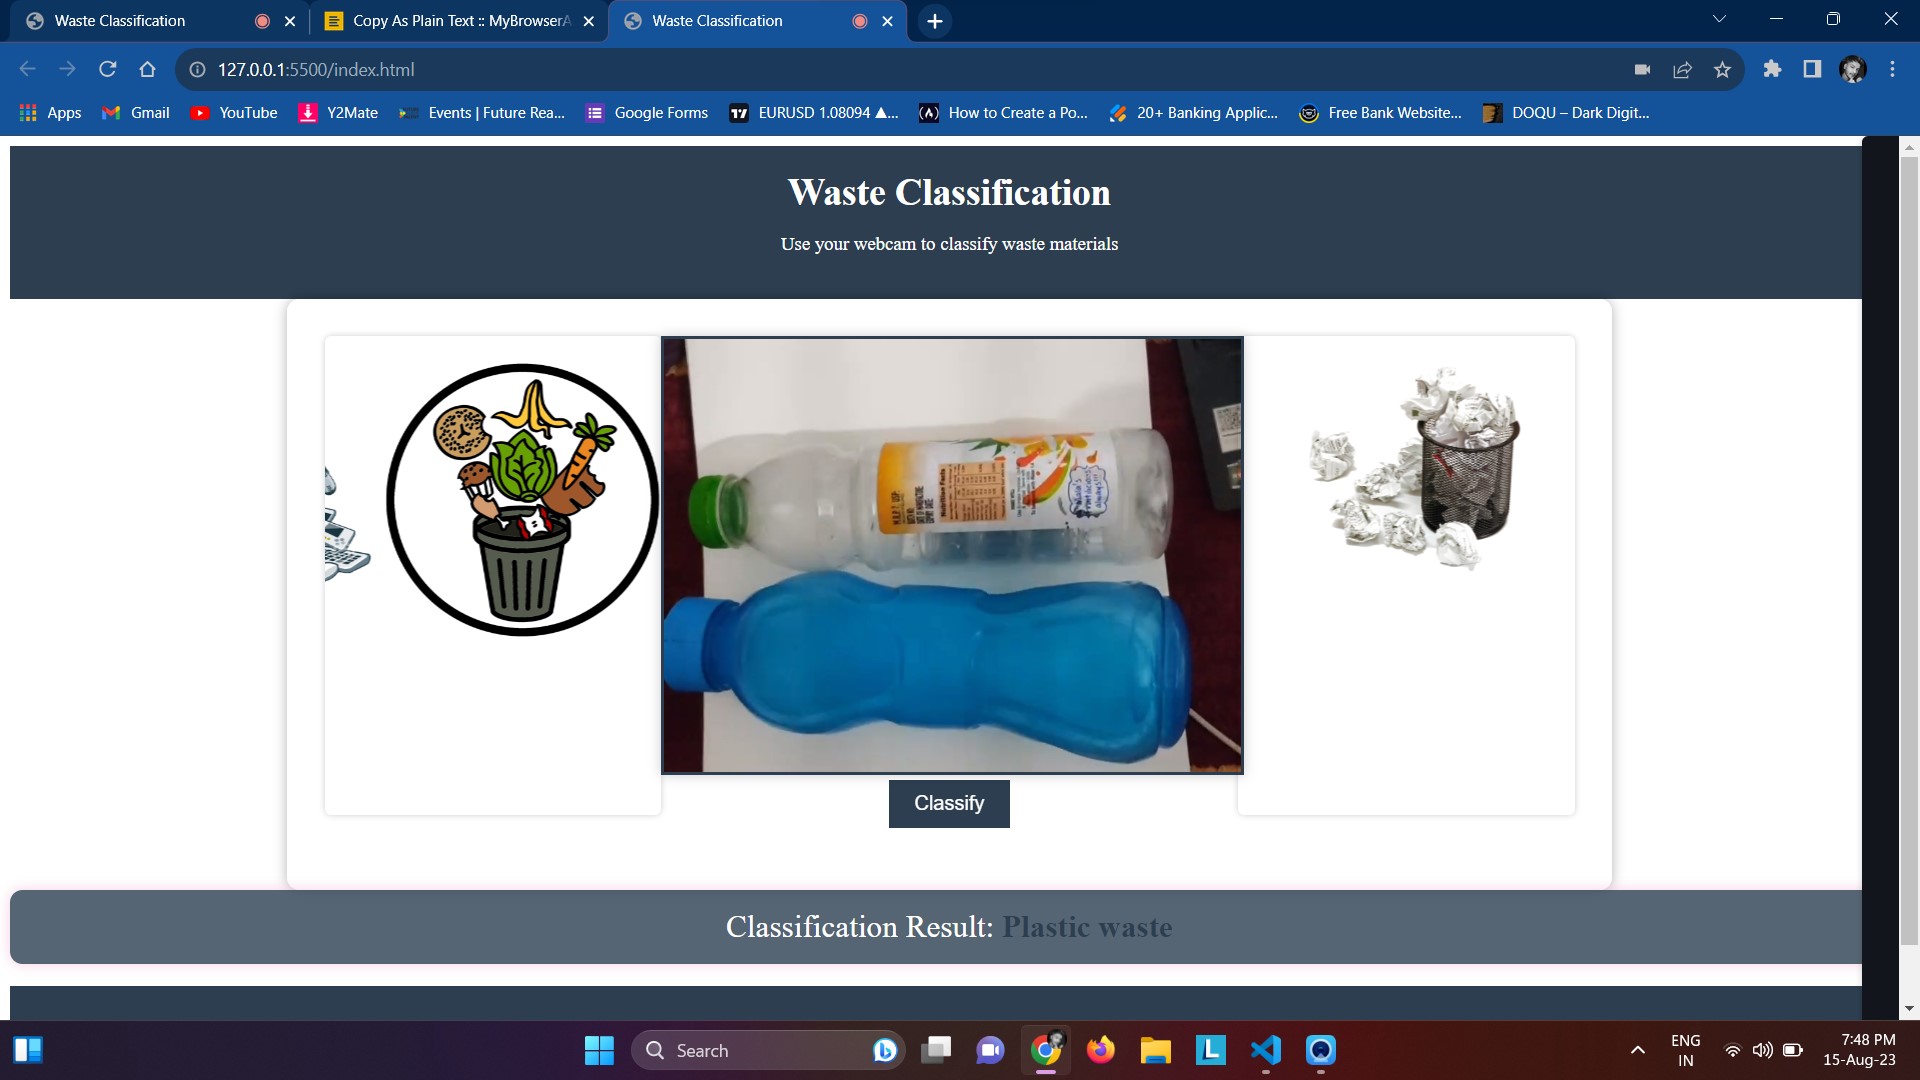 Waste Classification
Copy As Plain Text :: MyBrowserA
Waste Classification
127.0.0.1:5500/index.html
Apps
Gmail
YouTube
Y2Mate
Events | Future Rea...
Google Forms
EURUSD 1.08094 ▲...
How to Create a Po...
20+ Banking Applic...
Free Bank Website...
DOQU – Dark Digit...
Waste Classification
Use your webcam to classify waste materials
Nutrition Facts
Classify
Classification Result: Plastic waste
Search
ENG
IN
7:48 PM
15-Aug-23